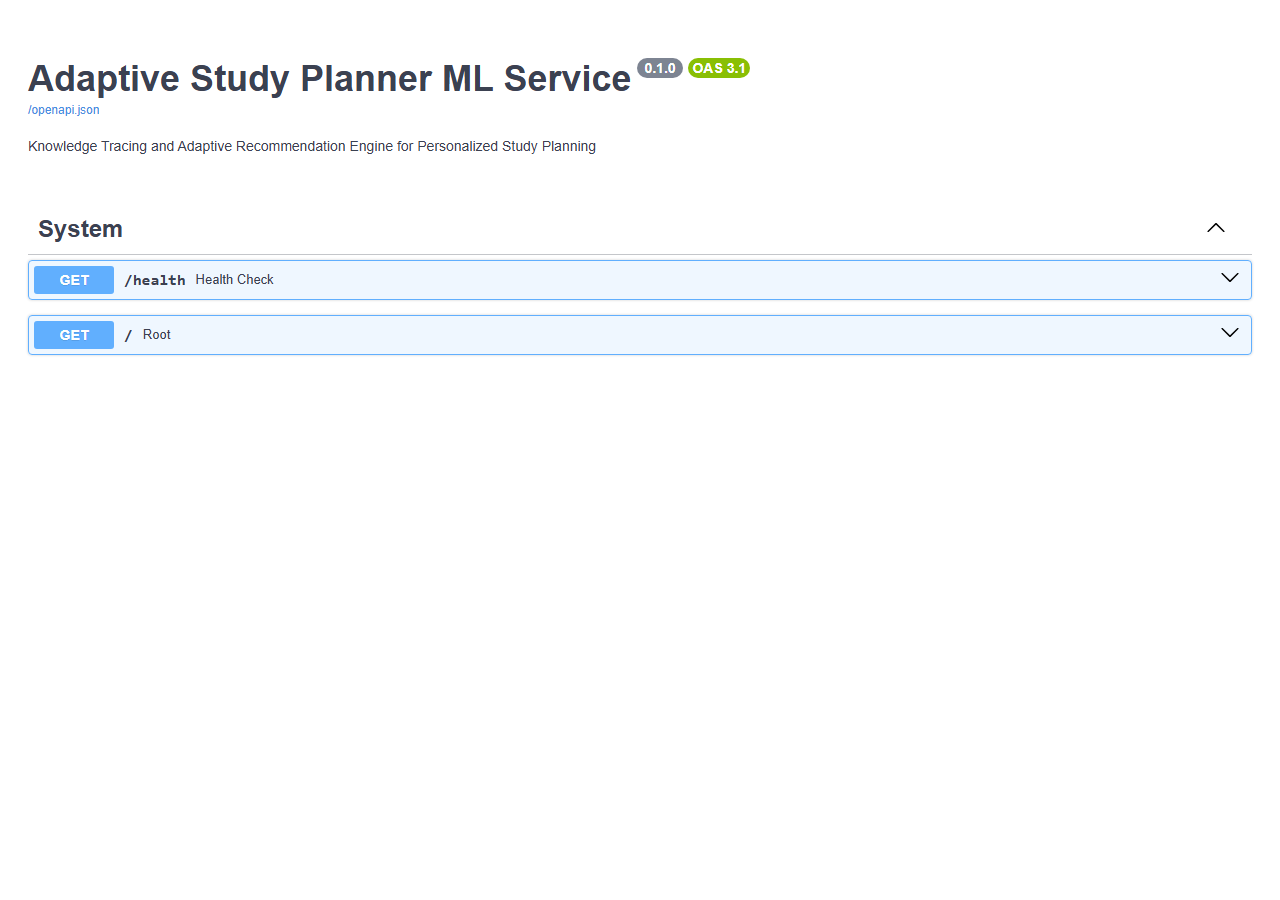 Adaptive Study Planner ML Service 0.1.0 OAS 3.1
/openapi.json
Knowledge Tracing and Adaptive Recommendation Engine for Personalized Study Planning
System
GET /health Health Check
GET / Root